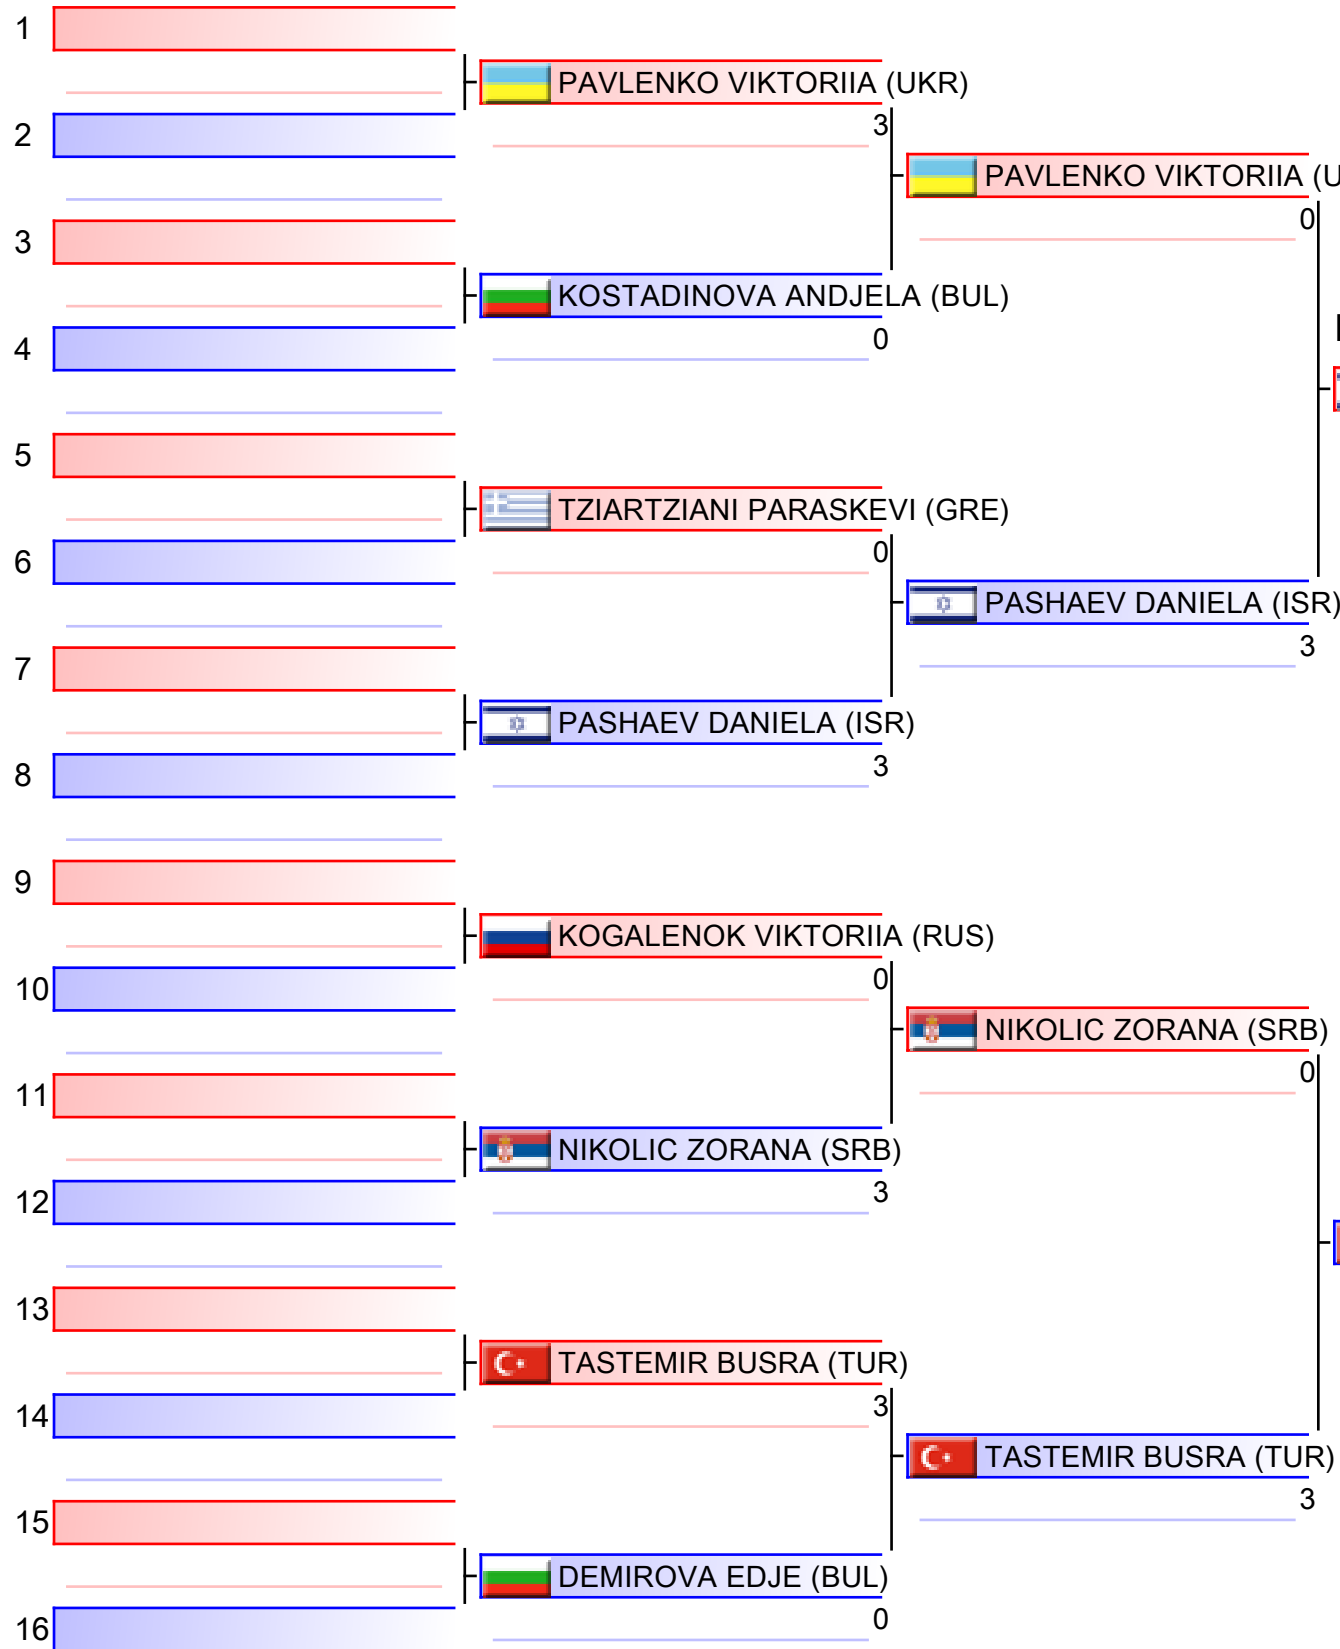 1
PAVLENKO VIKTORIIA (UKR)
3
2
PAVLENKO VIKTORIIA (U
0
3
KOSTADINOVA ANDJELA (BUL)
0
4
5
TZIARTZIANI PARASKEVI (GRE)
0
6
PASHAEV DANIELA (ISR)
3
7
PASHAEV DANIELA (ISR)
3
8
9
KOGALENOK VIKTORIIA (RUS)
0
10
NIKOLIC ZORANA (SRB)
0
11
NIKOLIC ZORANA (SRB)
3
12
13
TASTEMIR BUSRA (TUR)
3
14
TASTEMIR BUSRA (TUR)
3
15
DEMIROVA EDJE (BUL)
0
16